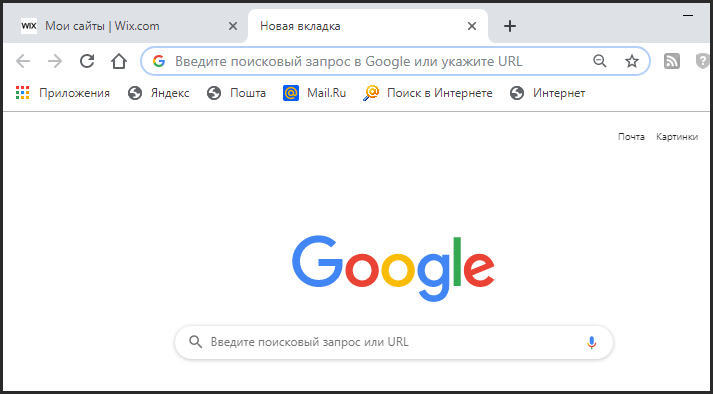 WIX Мои сайты | Wix.com Новая вкладка
Введите поисковый запрос в Google или укажите URL
Приложения Яндекс Почта Mail.Ru Поиск в Интернете Интернет
Почта Картинки
Google
Введите поисковый запрос или URL